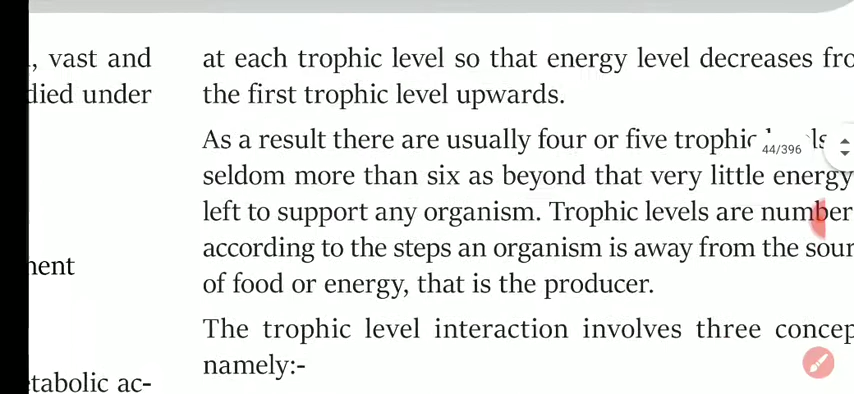 , vast and
died under
ment
tabolic ac-
at each trophic level so that energy level decreases fro
the first trophic level upwards.
As a result there are usually four or five trophic ls
44/396
seldom more than six as beyond that very little energy
left to support any organism. Trophic levels are number
according to the steps an organism is away from the sour
of food or energy, that is the producer.
The trophic level interaction involves three concep
namely:-